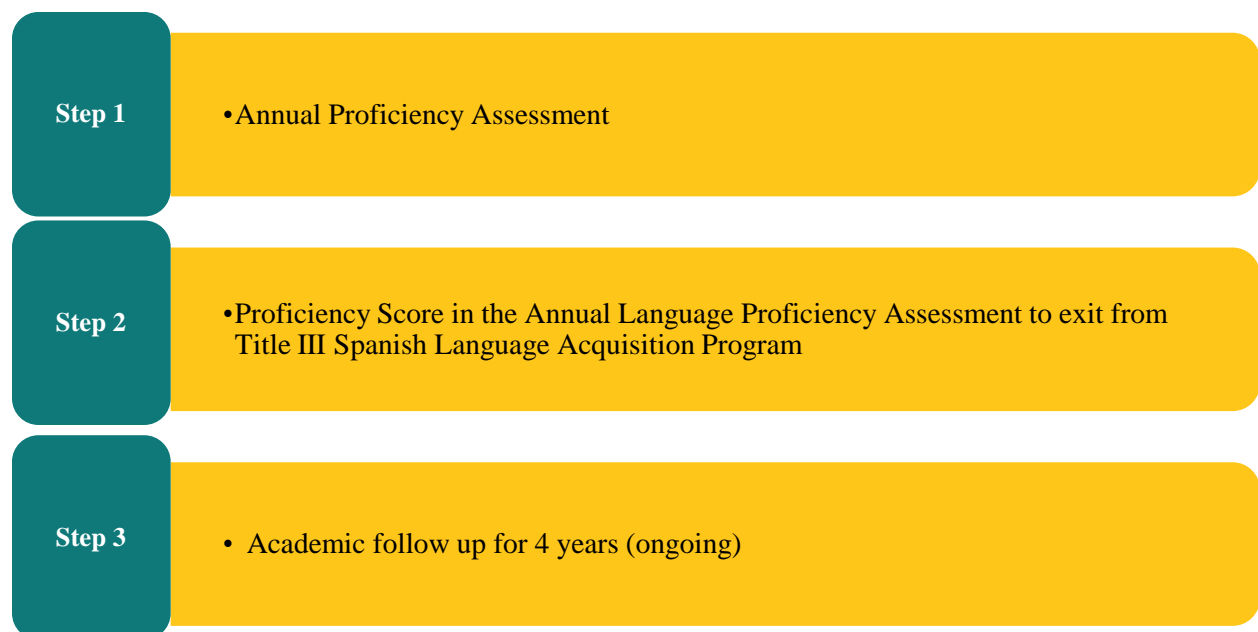 Step 1
•Annual Proficiency Assessment
Step 2
•Proficiency Score in the Annual Language Proficiency Assessment to exit from
Title III Spanish Language Acquisition Program
Step 3
• Academic follow up for 4 years (ongoing)